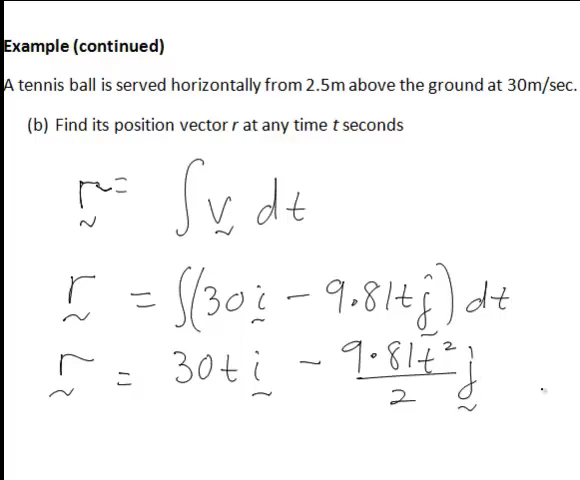 Example (continued)
A tennis ball is served horizontally from 2.5m above the ground at 30m/sec.
(b) Find its position vector r at any time t seconds
r̰ = ∫ v̰ dt
r̰ = ∫(30 ḭ − 9.81t ĵ̰) dt
r̰ = 30t ḭ − 9.81t²/2 j̰